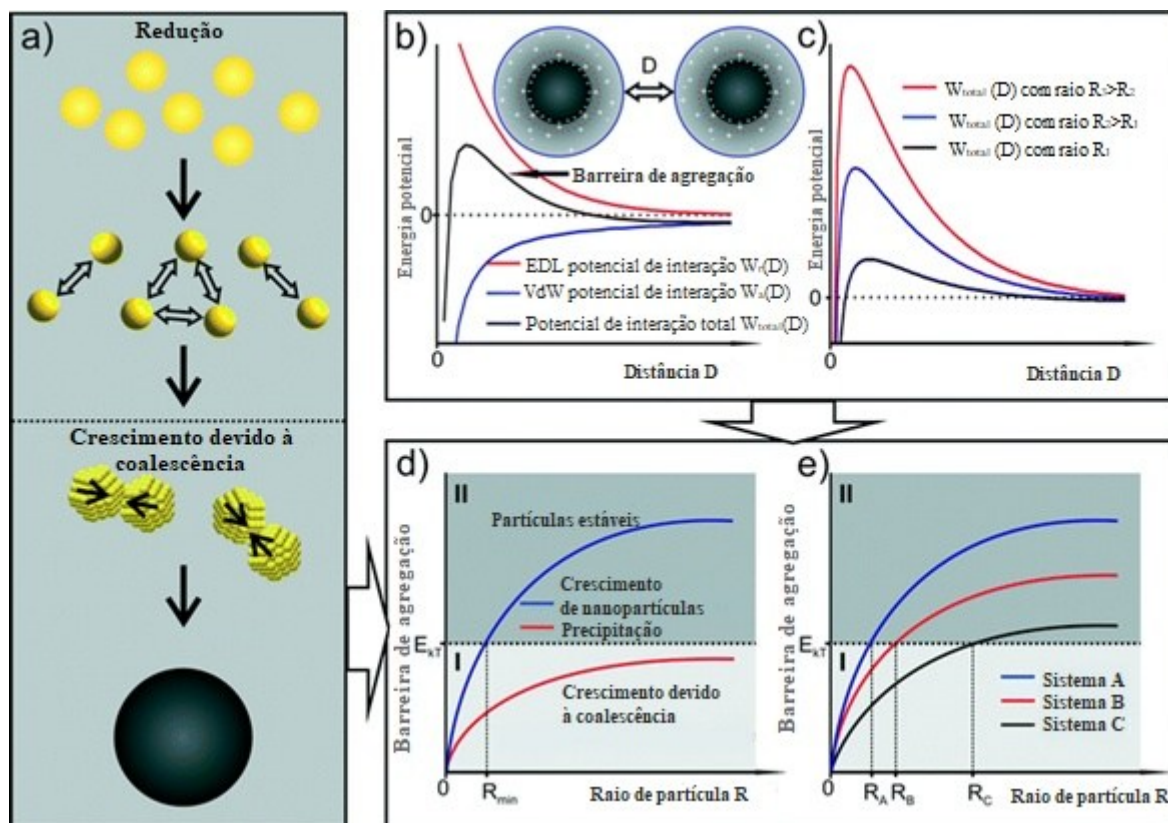 a)
Redução
Crescimento devido à
coalescência
b)
D
Barreira de agregação
Energia potencial
0
EDL potencial de interação Wr(D)
VdW potencial de interação Wa(D)
Potencial de interação total Wtotal(D)
0
Distância D
c)
Wtotal (D) com raio R3>R2
Wtotal (D) com raio R2>R1
Wtotal (D) com raio R1
Energia potencial
0
0
Distância D
d)
II
Partículas estáveis
Crescimento
de nanopartículas
Precipitação
EkT
I
Crescimento devido
à coalescência
Barreira de agregação
0
Rmin
Raio de partícula R
e)
II
EkT
I
Sistema A
Sistema B
Sistema C
Barreira de agregação
0
RA
RB
RC
Raio de partícula R